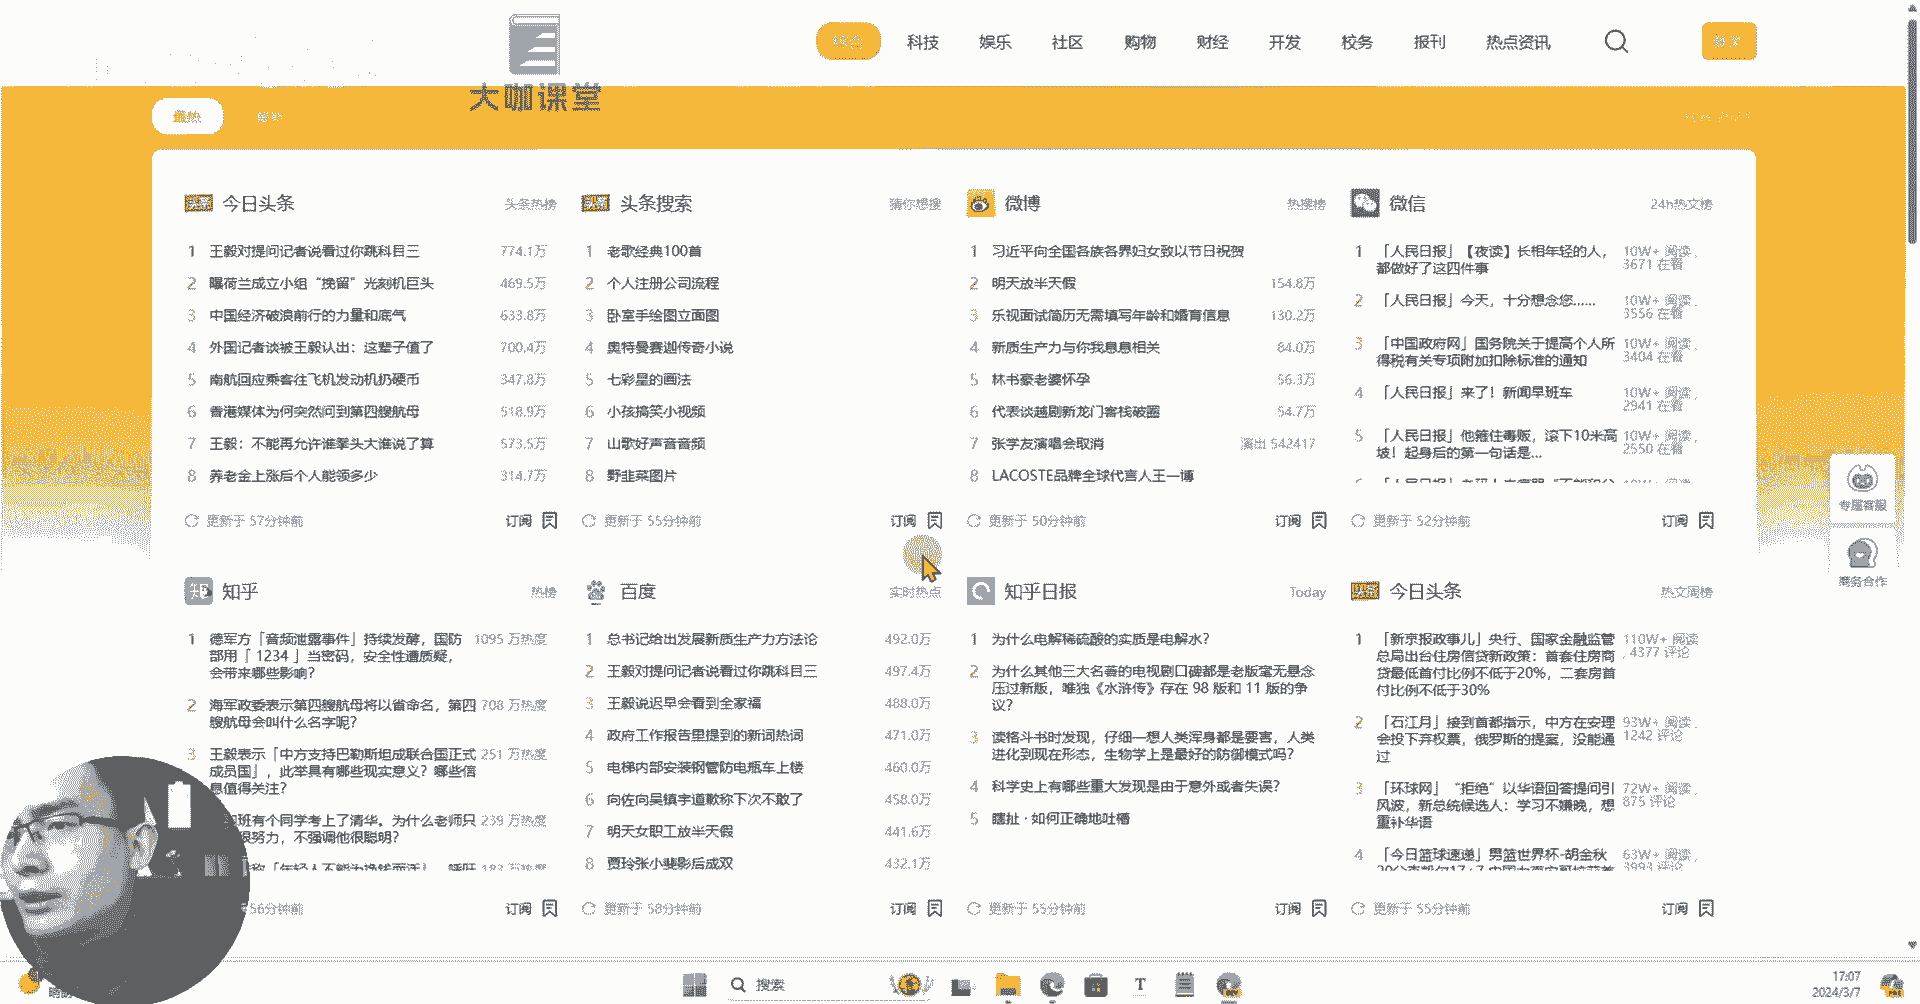 综合
科技
娱乐
社区
购物
财经
开发
校务
报刊
热点资讯
登录
大咖课堂
最热
今日头条
头条热榜
1 王毅对提问记者说看过你跳科目三 774.1万
2 曝荷兰成立小组“挽留”光刻机巨头 469.5万
3 中国经济破浪前行的力量和底气 633.8万
4 外国记者谈被王毅认出：这辈子值了 700.4万
5 南航回应乘客往飞机发动机扔硬币 347.8万
6 香港媒体为何突然问到第四艘航母 518.9万
7 王毅：不能再允许谁拳头大谁说了算 573.5万
8 养老金上涨后个人能领多少 314.7万
更新于 57分钟前
订阅
头条搜索
猜你想搜
1 老歌经典100首
2 个人注册公司流程
3 卧室手绘图立面图
4 奥特曼赛迦传奇小说
5 七彩星的画法
6 小孩搞笑小视频
7 山歌好声音音频
8 野韭菜图片
更新于 55分钟前
订阅
微博
热搜榜
1 习近平向全国各族各界妇女致以节日祝贺
2 明天放半天假 154.8万
3 乐视面试简历无需填写年龄和婚育信息 130.2万
4 新质生产力与你我息息相关 84.0万
5 林书豪老婆怀孕 56.3万
6 代表谈越剧新龙门客栈破圈 54.7万
7 张学友演唱会取消 演出 542417
8 LACOSTE品牌全球代言人王一博
更新于 50分钟前
订阅
微信
24h热文榜
1 「人民日报」【夜读】长相年轻的人， 10W+ 阅读，
都做好了这四件事 3671 在看
2 「人民日报」今天，十分想念您…… 10W+ 阅读，
3556 在看
3 「中国政府网」国务院关于提高个人所 10W+ 阅读，
得税有关专项附加扣除标准的通知 3404 在看
4 「人民日报」来了！新闻早班车 10W+ 阅读，
2941 在看
5 「人民日报」他箍住毒贩，滚下10米高 10W+ 阅读，
坡！起身后的第一句话是... 2550 在看
更新于 52分钟前
订阅
专属客服
商务合作
知乎
热榜
1 德军方「音频泄露事件」持续发酵，国防 1095 万热度
部用「 1234 」当密码，安全性遭质疑，
会带来哪些影响？
2 海军政委表示第四艘航母将以省命名，第四 708 万热度
艘航母会叫什么名字呢？
3 王毅表示「中方支持巴勒斯坦成联合国正式 251 万热度
成员国」，此举具有哪些现实意义？哪些信
息值得关注？
班有个同学考上了清华。为什么老师只 239 万热度
很努力，不强调他很聪明？
56分钟前
订阅
百度
实时热点
1 总书记给出发展新质生产力方法论 492.0万
2 王毅对提问记者说看过你跳科目三 497.4万
3 王毅说迟早会看到全家福 488.0万
4 政府工作报告里提到的新词热词 471.0万
5 电梯内部安装钢管防电瓶车上楼 460.0万
6 向佐向吴镇宇道歉称下次不敢了 458.0万
7 明天女职工放半天假 441.6万
8 贾玲张小斐影后成双 432.1万
更新于 58分钟前
订阅
知乎日报
Today
1 为什么电解稀硫酸的实质是电解水？
2 为什么其他三大名著的电视剧口碑都是老版毫无悬念
压过新版，唯独《水浒传》存在 98 版和 11 版的争
议？
3 读格斗书时发现，仔细一想人类浑身都是要害，人类
进化到现在形态，生物学上是最好的防御模式吗？
4 科学史上有哪些重大发现是由于意外或者失误？
5 瞎扯 · 如何正确地吐槽
更新于 55分钟前
订阅
今日头条
热文周榜
1 「新京报政事儿」央行、国家金融监管 110W+ 阅读
总局出台住房信贷新政策：首套住房商 , 4377 评论
贷最低首付比例不低于20%，二套房首
付比例不低于30%
2 「石江月」接到首都指示，中方在安理 93W+ 阅读，
会投下弃权票，俄罗斯的提案，没能通 1242 评论
过
3 「环球网」“拒绝”以华语回答提问引 72W+ 阅读，
风波，新总统候选人：学习不嫌晚，想 875 评论
重补华语
4 「今日篮球速递」男篮世界杯-胡金秋 63W+ 阅读，
3993 评论
更新于 55分钟前
订阅
搜索
17:07
2024/3/7